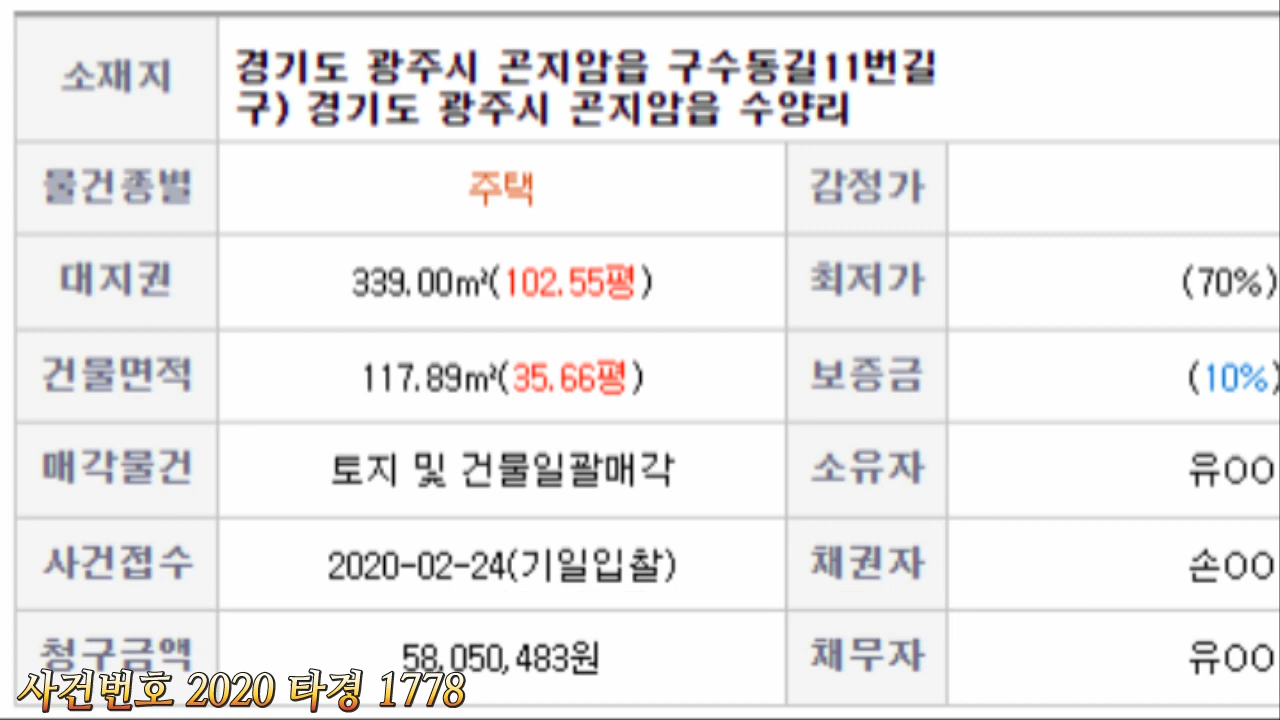 소재지 경기도 광주시 곤지암읍 구수동길11번길
구) 경기도 광주시 곤지암읍 수양리
물건종별 주택 감정가
대지권 339.00㎡(102.55평) 최저가 (70%)
건물면적 117.89㎡(35.66평) 보증금 (10%)
매각물건 토지 및 건물일괄매각 소유자 유○○
사건접수 2020-02-24(기일입찰) 채권자 손○○
청구금액 58,050,483원 채무자 유○○
사건번호 2020 타경 1778